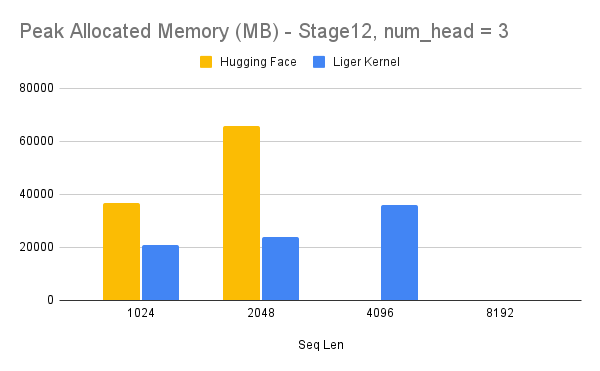 Peak Allocated Memory (MB) - Stage12, num_head = 3
Hugging Face Liger Kernel
80000
60000
40000
20000
0
1024 2048 4096 8192
Seq Len